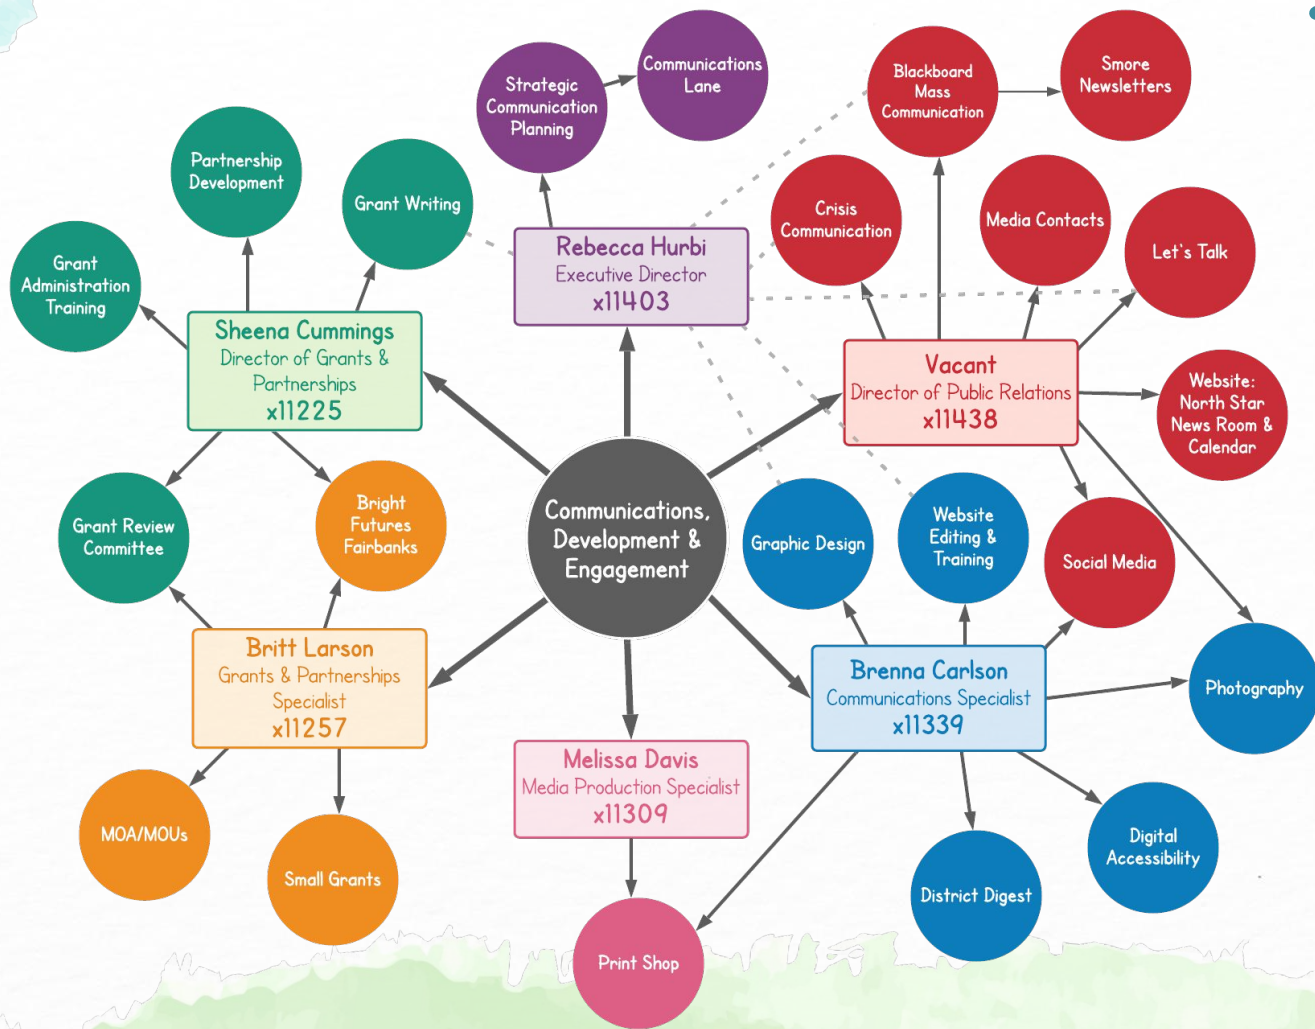 Communications
Lane
Strategic
Communication
Planning
Blackboard
Mass
Communication
Smore
Newsletters
Partnership
Development
Grant Writing
Grant
Administration
Training
Crisis
Communication
Media Contacts
Let's Talk
Rebecca Hurbi
Executive Director
x11403
Sheena Cummings
Director of Grants &
Partnerships
x11225
Vacant
Director of Public Relations
x11438
Website:
North Star
News Room &
Calendar
Grant Review
Committee
Bright
Futures
Fairbanks
Communications,
Development &
Engagement
Graphic Design
Website
Editing &
Training
Social Media
Britt Larson
Grants & Partnerships
Specialist
x11257
Brenna Carlson
Communications Specialist
x11339
Photography
Melissa Davis
Media Production Specialist
x11309
MOA/MOUs
Small Grants
District Digest
Digital
Accessibility
Print Shop